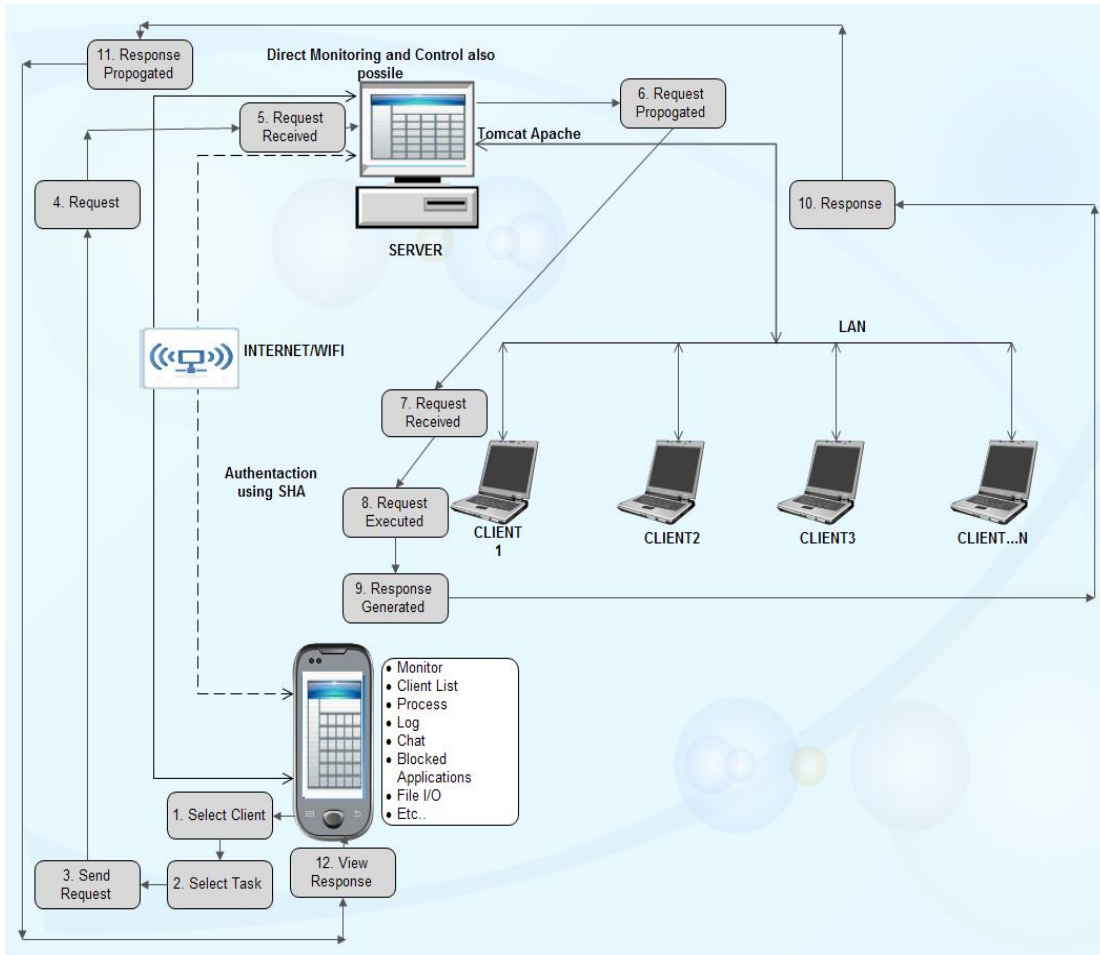 11. Response
Propogated
Direct Monitoring and Control also
possile
6. Request
Propogated
5. Request
Received
Tomcat Apache
4. Request
10. Response
SERVER
LAN
INTERNET/WIFI
7. Request
Received
Authentaction
using SHA
8. Request
Executed
CLIENT
1
CLIENT2
CLIENT3
CLIENT...N
9. Response
Generated
• Monitor
• Client List
• Process
• Log
• Chat
• Blocked
Applications
• File I/O
• Etc..
1. Select Client
12. View
Response
3. Send
Request
2. Select Task